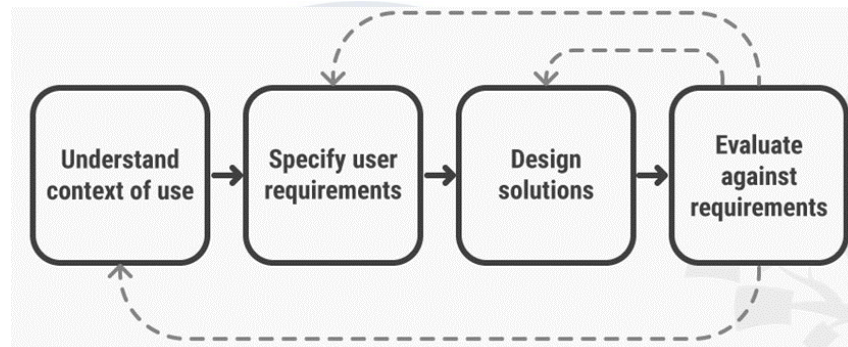 Understand
context of use
Specify user
requirements
Design
solutions
Evaluate
against
requirements